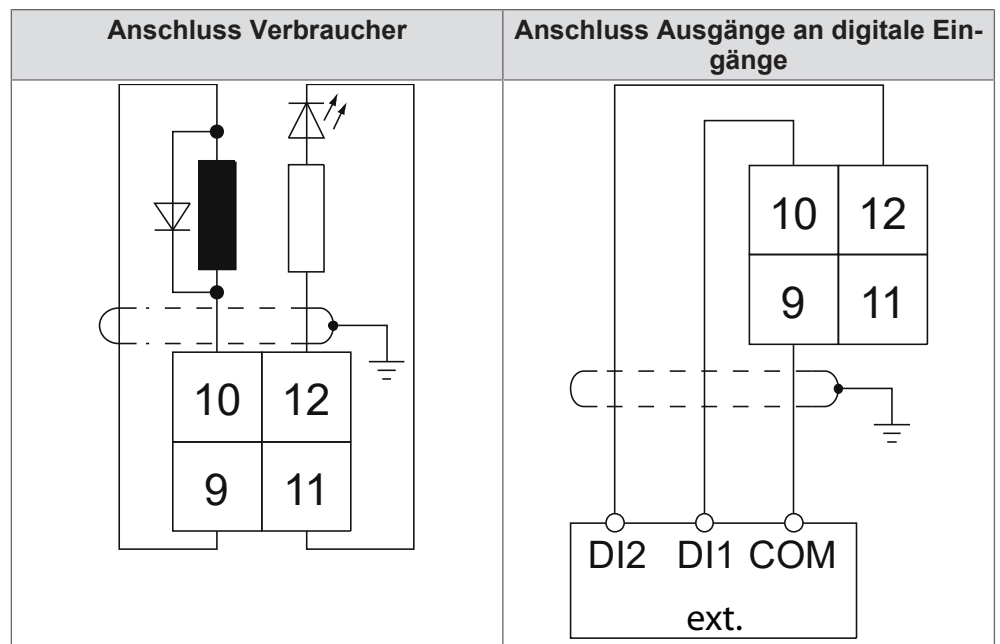 Anschluss Verbraucher
Anschluss Ausgänge an digitale Ein-
gänge
10 12
9 11
10 12
9 11
DI2 DI1 COM
ext.